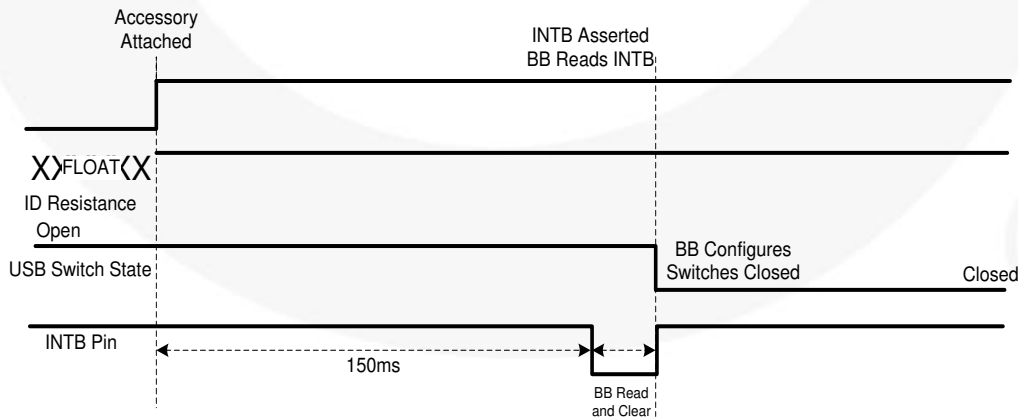 Accessory
Attached
INTB Asserted
BB Reads INTB
FLOAT
ID Resistance
Open
USB Switch State
BB Configures
Switches Closed
Closed
INTB Pin
150ms
BB Read
and Clear